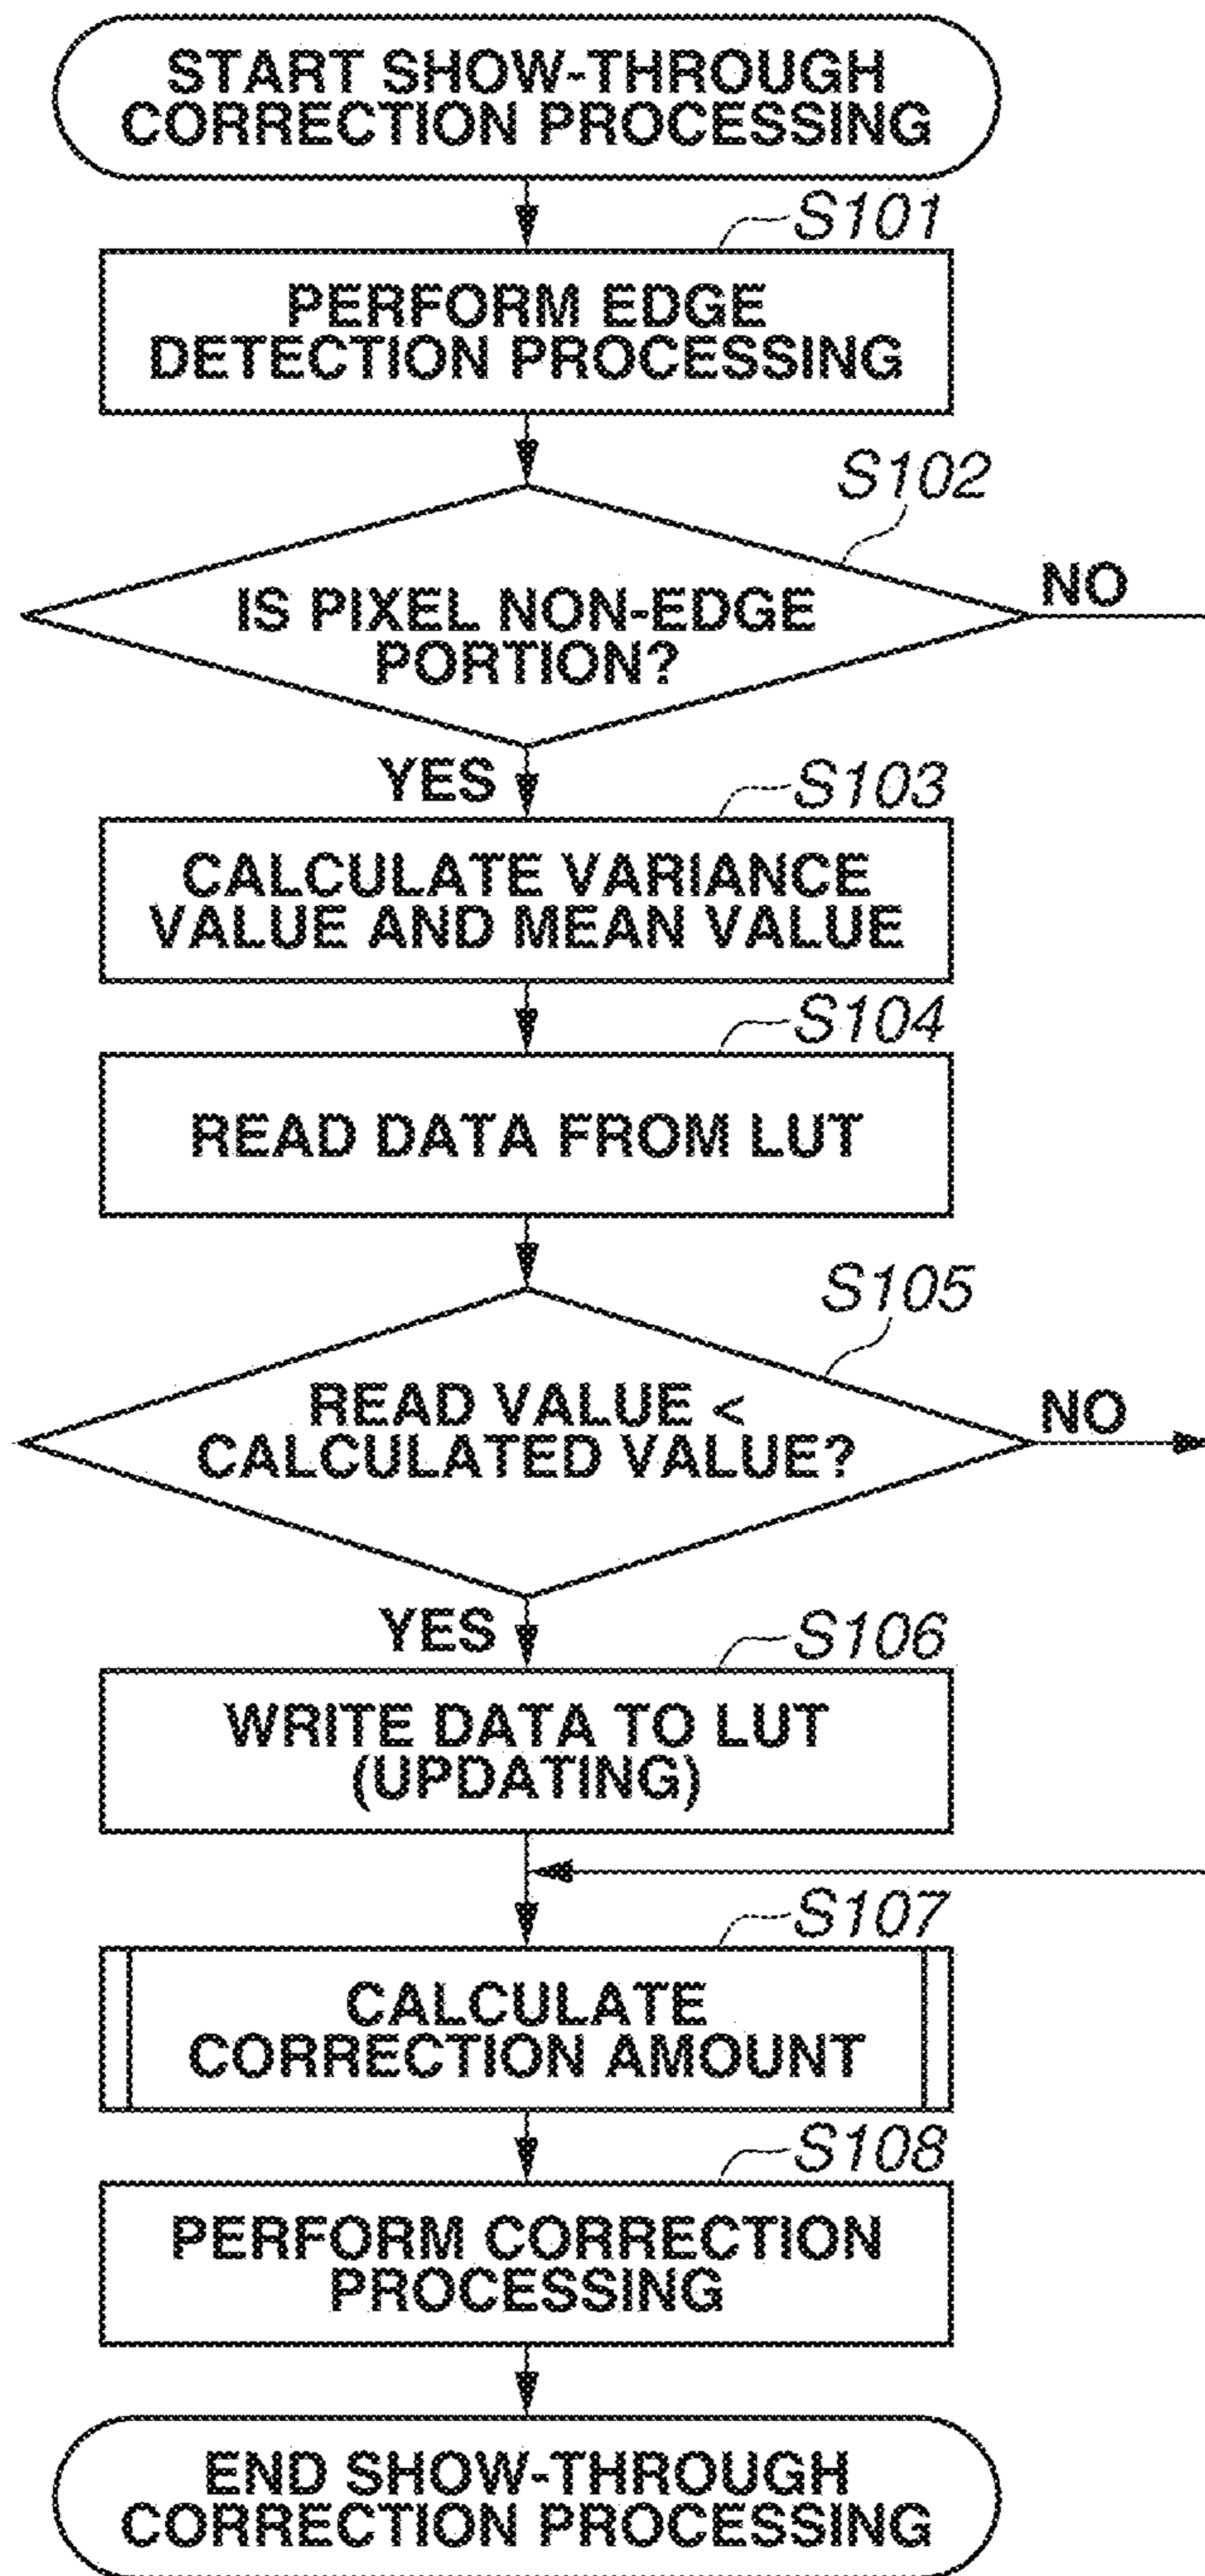 START SHOW-THROUGH
CORRECTION PROCESSING
S101
PERFORM EDGE
DETECTION PROCESSING
S102
IS PIXEL NON-EDGE
PORTION?
NO
YES
S103
CALCULATE VARIANCE
VALUE AND MEAN VALUE
S104
READ DATA FROM LUT
S105
READ VALUE <
CALCULATED VALUE?
NO
YES
S106
WRITE DATA TO LUT
(UPDATING)
S107
CALCULATE
CORRECTION AMOUNT
S108
PERFORM CORRECTION
PROCESSING
END SHOW-THROUGH
CORRECTION PROCESSING